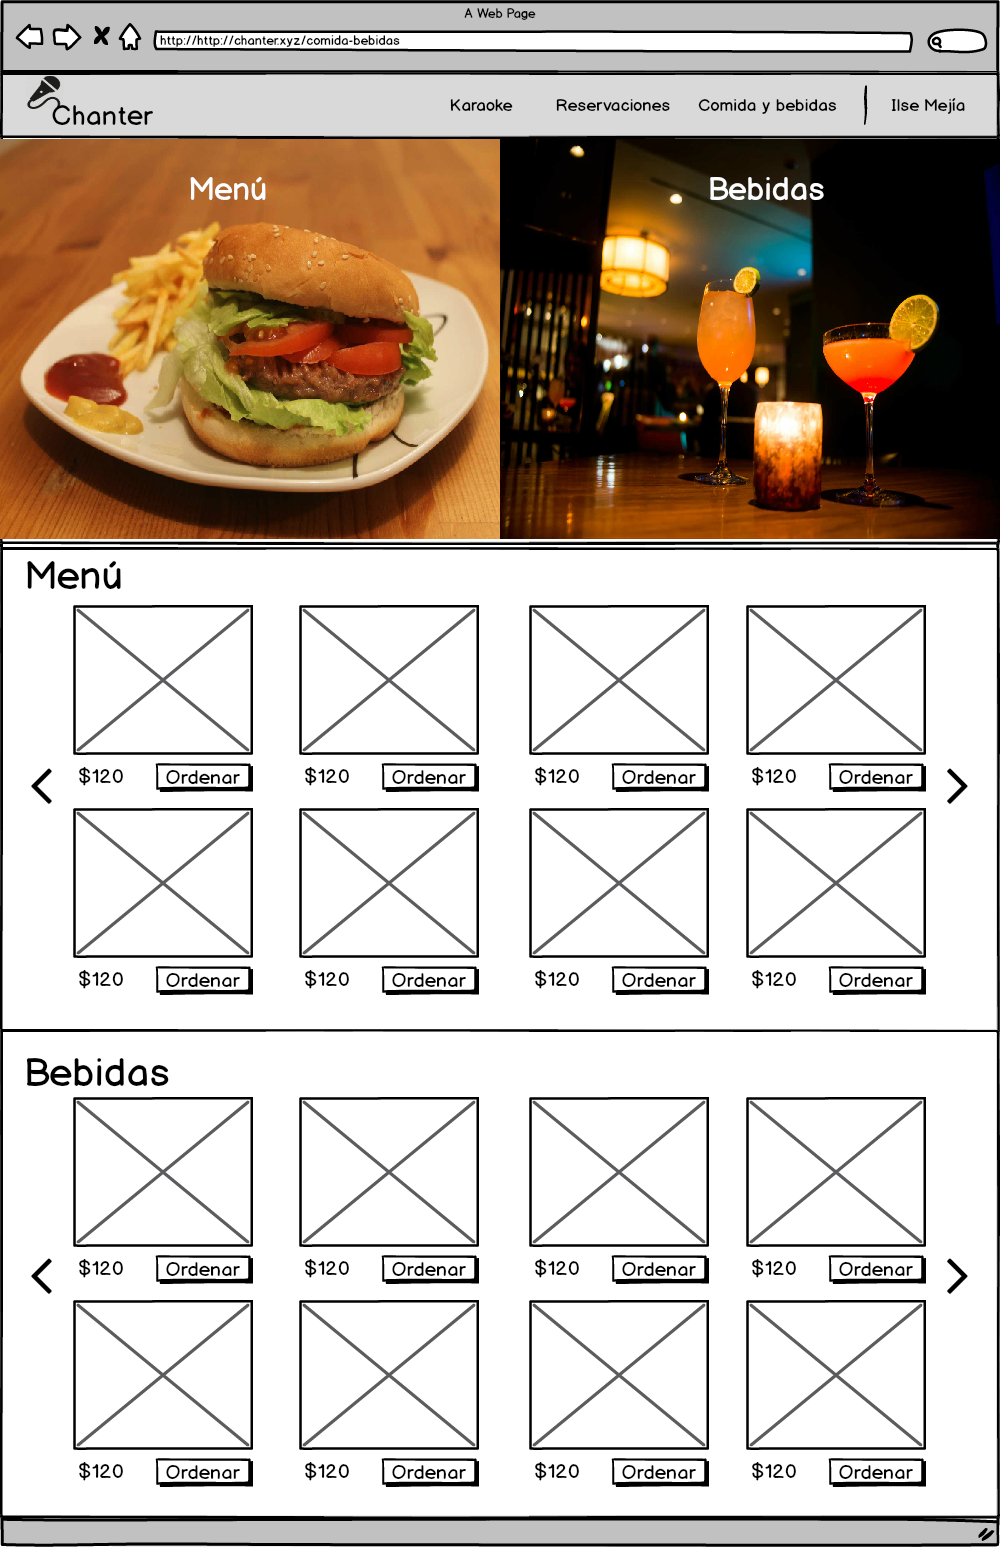 A Web Page
http://http://chanter.xyz/comida-bebidas
Chanter
Karaoke Reservaciones Comida y bebidas Ilse Mejía
Menú
Bebidas
Menú
$120 Ordenar $120 Ordenar $120 Ordenar $120 Ordenar
$120 Ordenar $120 Ordenar $120 Ordenar $120 Ordenar
Bebidas
$120 Ordenar $120 Ordenar $120 Ordenar $120 Ordenar
$120 Ordenar $120 Ordenar $120 Ordenar $120 Ordenar